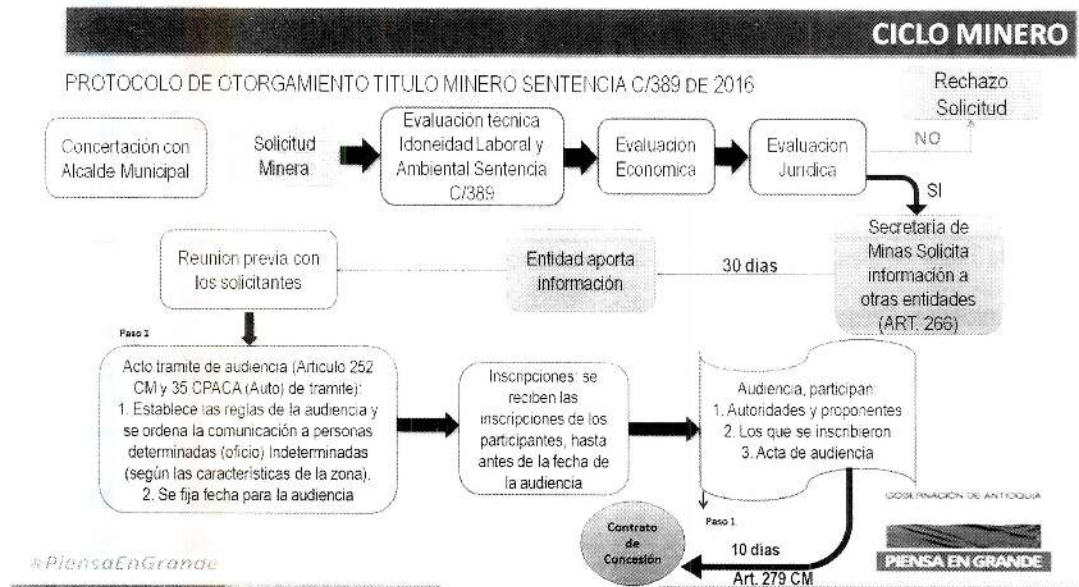 CICLO MINERO
PROTOCOLO DE OTORGAMIENTO TITULO MINERO SENTENCIA C/389 DE 2016
Concertación con
Alcalde Municipal
Solicitud
Minera
Evaluación tecnica
Idoneidad Laboral y
Ambiental Sentencia
C/389
Evaluación
Economica
Evaluacion
Juridica
NO
Rechazo
Solicitud
SI
Secretaria de
Minas Solicita
información a
otras entidades
(ART. 266)
30 dias
Entidad aporta
información
Reunion previa con
los solicitantes
Paso 2
Acto tramite de audiencia (Articulo 252
CM y 35 CPACA (Auto) de tramite):
1. Establece las reglas de la audiencia y
se ordena la comunicación a personas
determinadas (oficio) Indeterminadas
(según las características de la zona).
2. Se fija fecha para la audiencia
Inscripciones: se
reciben las
inscripciones de los
participantes, hasta
antes de la fecha de
la audiencia
Audiencia, participan:
1. Autoridades y proponentes
2. Los que se inscribieron
3. Acta de audiencia
Paso 1
Contrato
de
Concesión
10 dias
Art. 279 CM
GOBERNACIÓN DE ANTIOQUIA
PIENSA EN GRANDE
#PiensaEnGrande